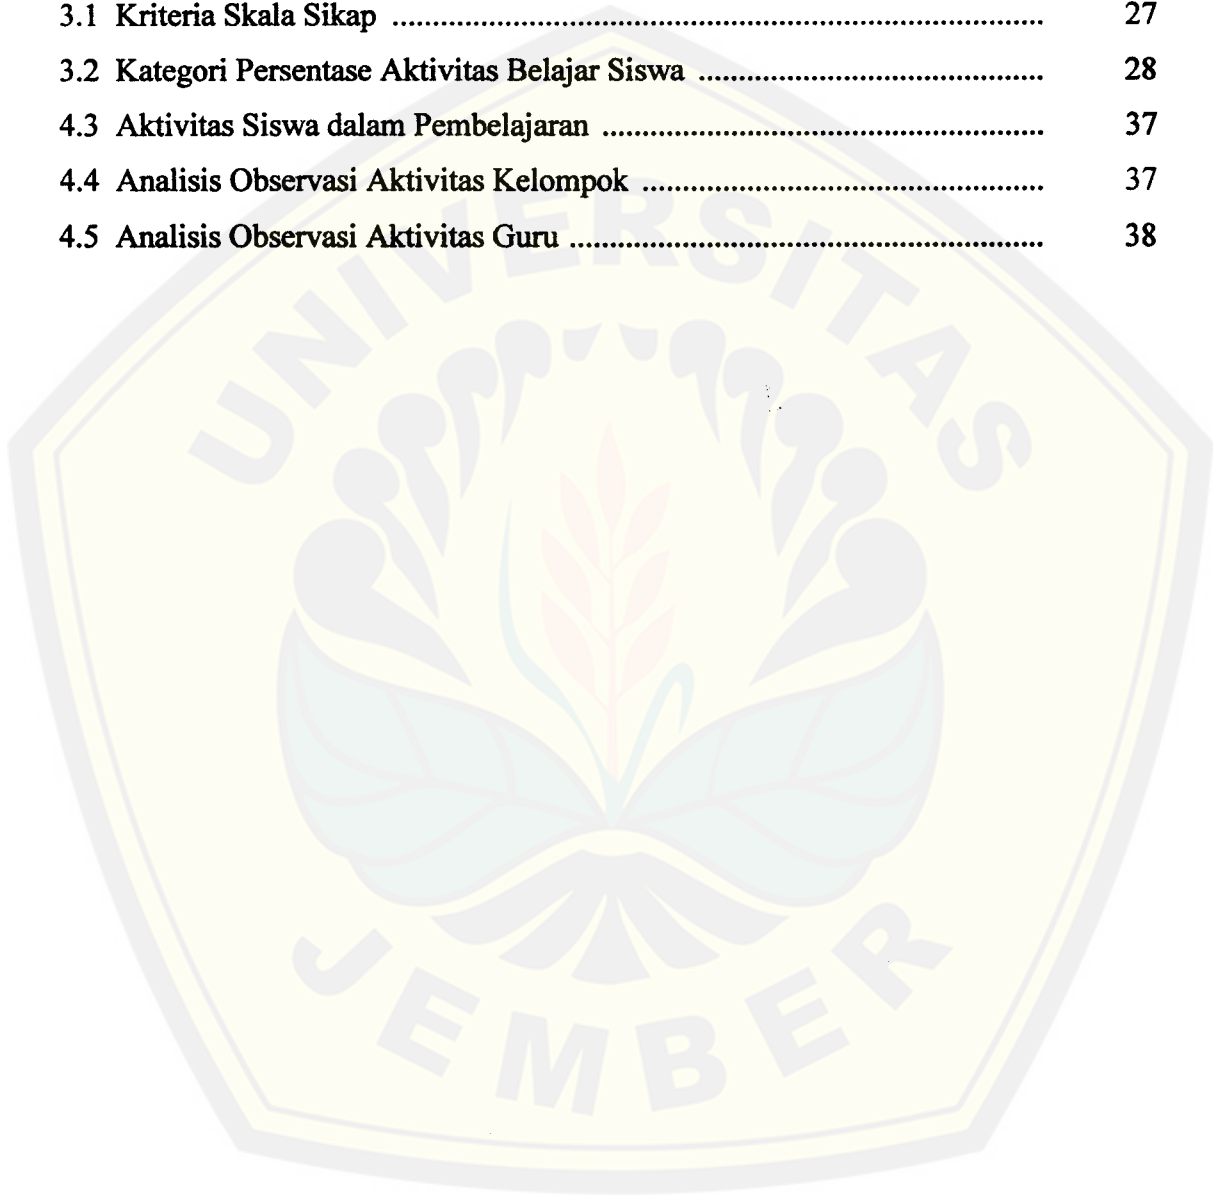 3.1 Kriteria Skala Sikap ................................................................................ 27
3.2 Kategori Persentase Aktivitas Belajar Siswa .......................................... 28
4.3 Aktivitas Siswa dalam Pembelajaran ...................................................... 37
4.4 Analisis Observasi Aktivitas Kelompok ................................................. 37
4.5 Analisis Observasi Aktivitas Guru .......................................................... 38
UNIVERSITAS
JEMBER